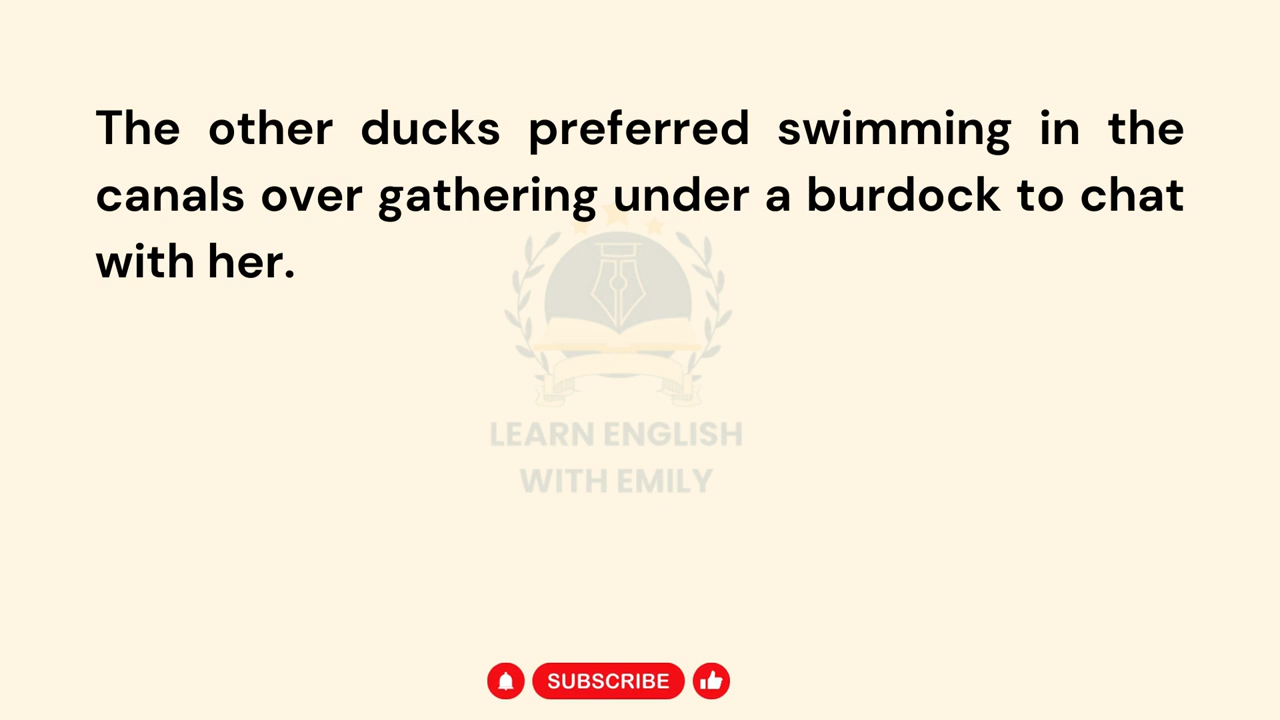 The other ducks preferred swimming in the
canals over gathering under a burdock to chat
with her.
LEARN ENGLISH
WITH EMILY
SUBSCRIBE